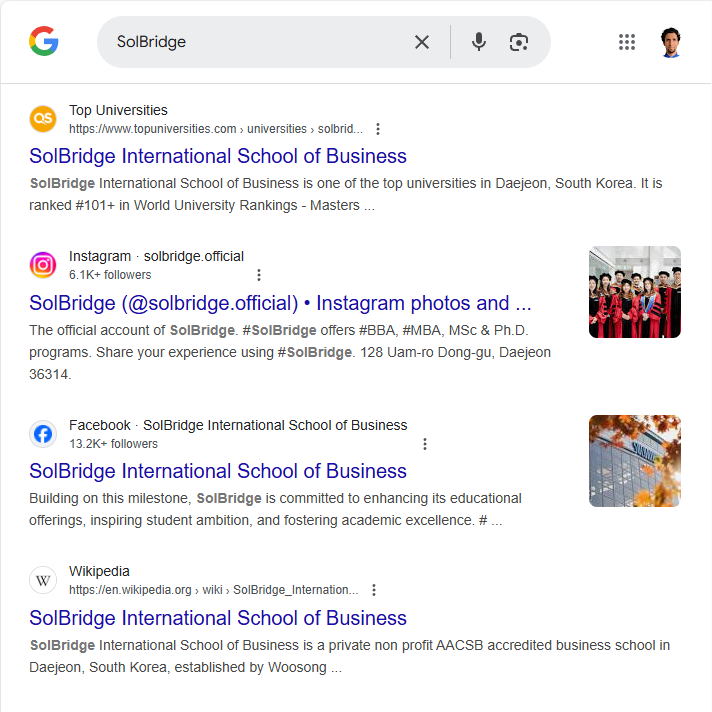 SolBridge
QS
Top Universities
https://www.topuniversities.com › universities › solbrid...
SolBridge International School of Business
SolBridge International School of Business is one of the top universities in Daejeon, South Korea. It is
ranked #101+ in World University Rankings - Masters ...
Instagram · solbridge.official
6.1K+ followers
SolBridge (@solbridge.official) • Instagram photos and ...
The official account of SolBridge. #SolBridge offers #BBA, #MBA, MSc & Ph.D.
programs. Share your experience using #SolBridge. 128 Uam-ro Dong-gu, Daejeon
36314.
Facebook · SolBridge International School of Business
13.2K+ followers
SolBridge International School of Business
Building on this milestone, SolBridge is committed to enhancing its educational
offerings, inspiring student ambition, and fostering academic excellence. # ...
W
Wikipedia
https://en.wikipedia.org › wiki › SolBridge_Internation...
SolBridge International School of Business
SolBridge International School of Business is a private non profit AACSB accredited business school in
Daejeon, South Korea, established by Woosong ...